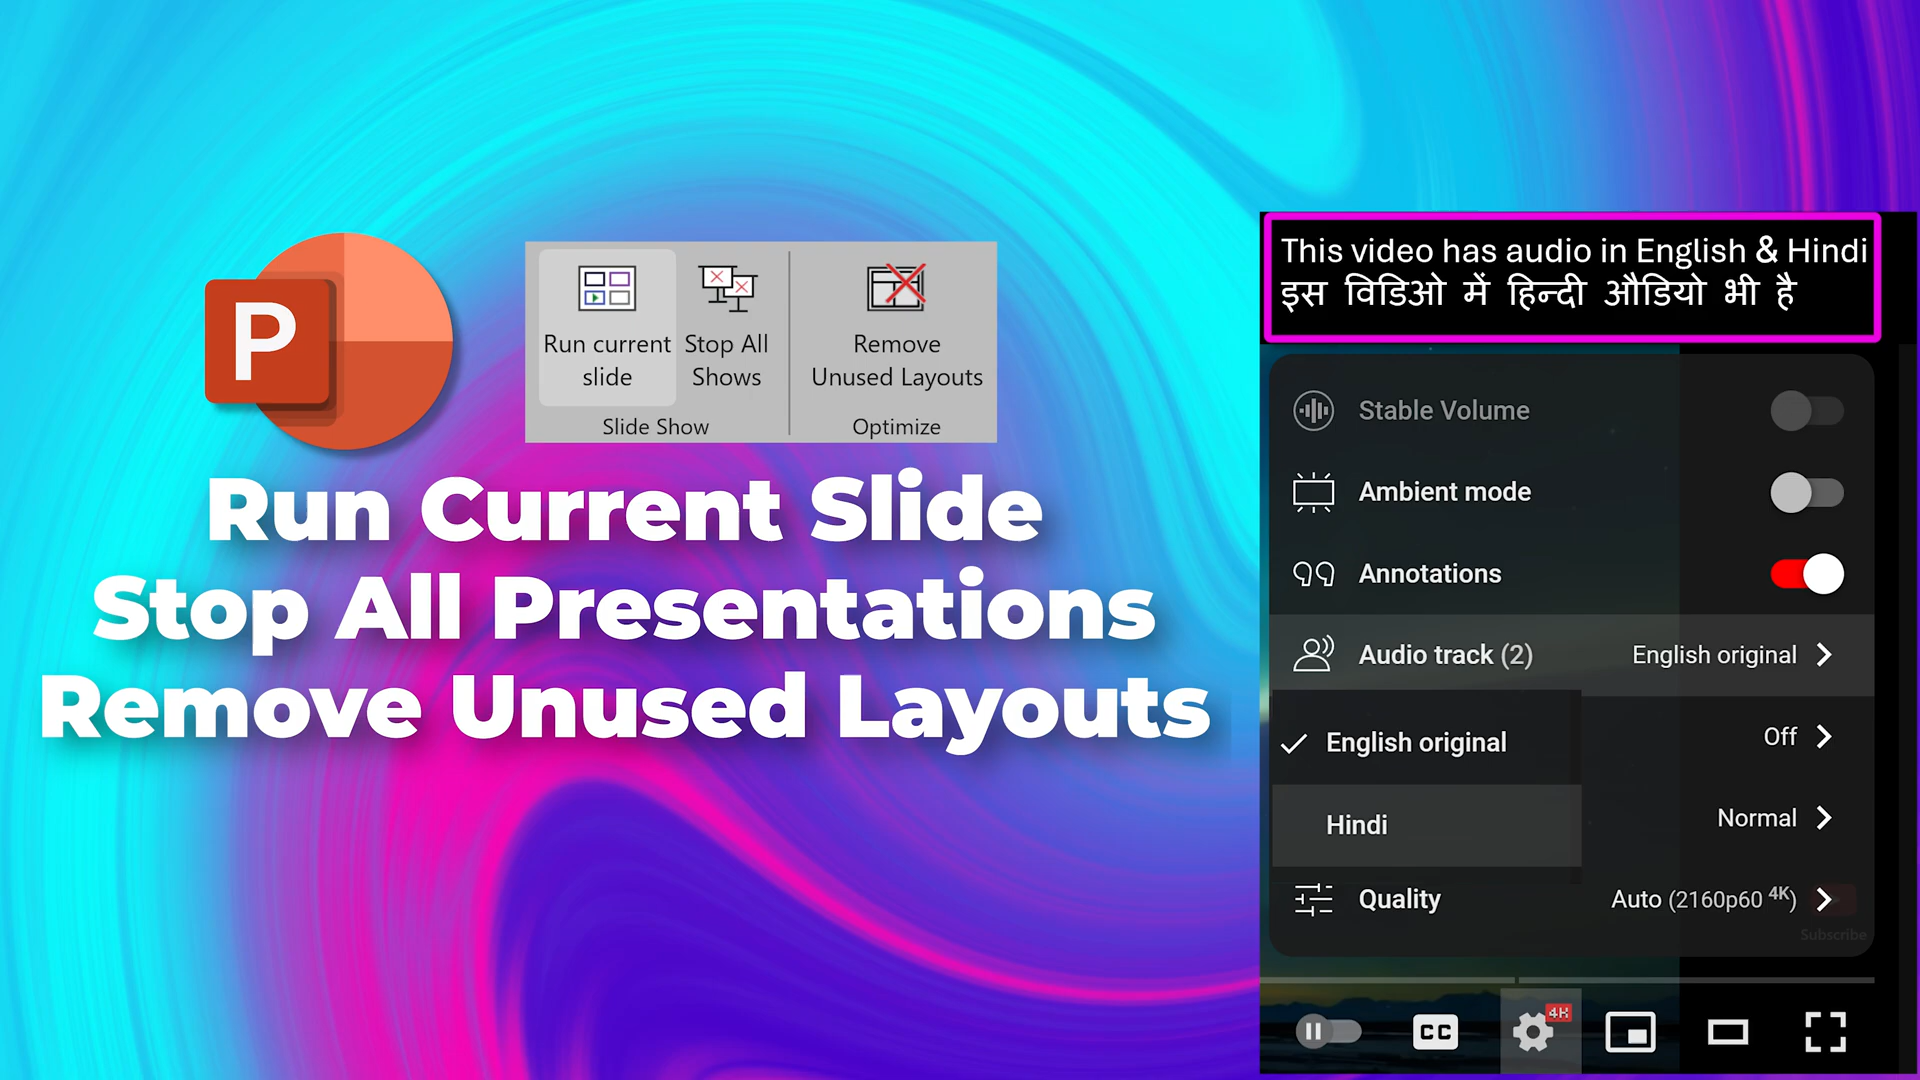 P
Run current
slide
Stop All
Shows
Slide Show
Remove
Unused Layouts
Optimize
Run Current Slide
Stop All Presentations
Remove Unused Layouts
This video has audio in English & Hindi
इस विडिओ में हिन्दी औडियो भी है
Stable Volume
Ambient mode
Annotations
Audio track (2) English original
English original
Off
Hindi
Normal
Quality Auto (2160p60 4K)
Subscribe
CC
4K